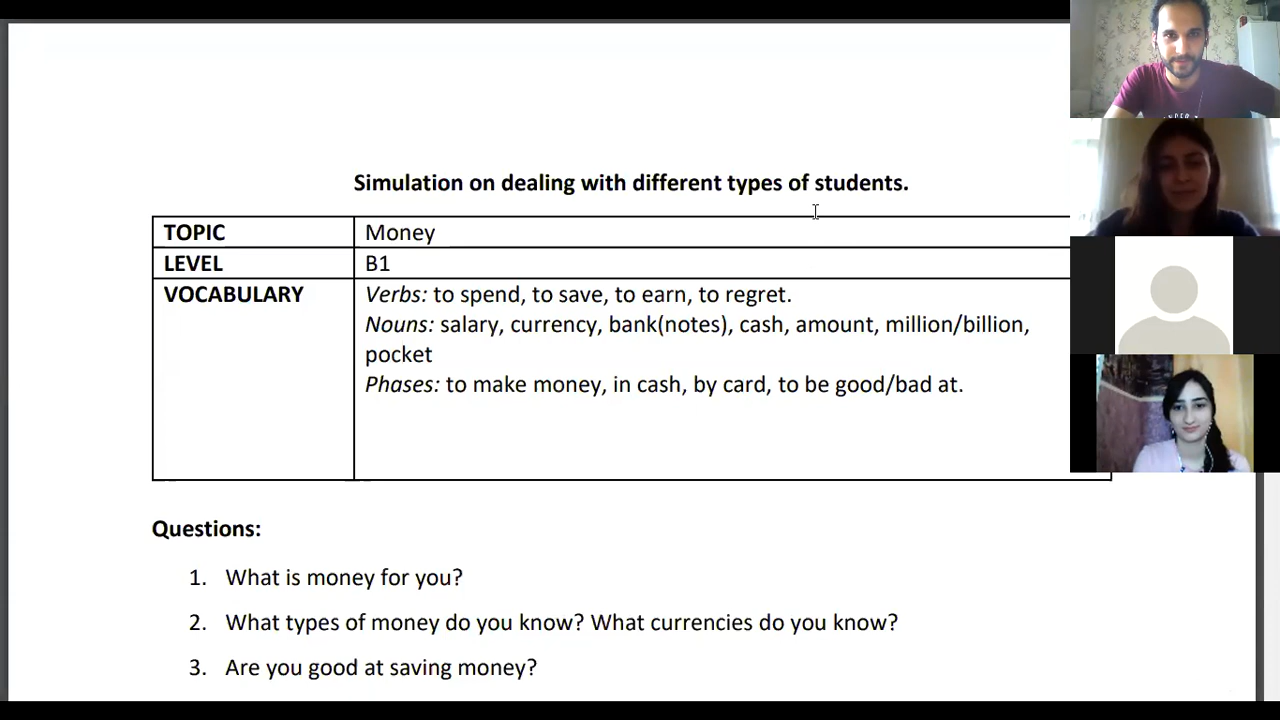 Simulation on dealing with different types of students.
TOPIC
Money
LEVEL
B1
VOCABULARY
Verbs: to spend, to save, to earn, to regret.
Nouns: salary, currency, bank(notes), cash, amount, million/billion,
pocket
Phases: to make money, in cash, by card, to be good/bad at.
Questions:
1. What is money for you?
2. What types of money do you know? What currencies do you know?
3. Are you good at saving money?